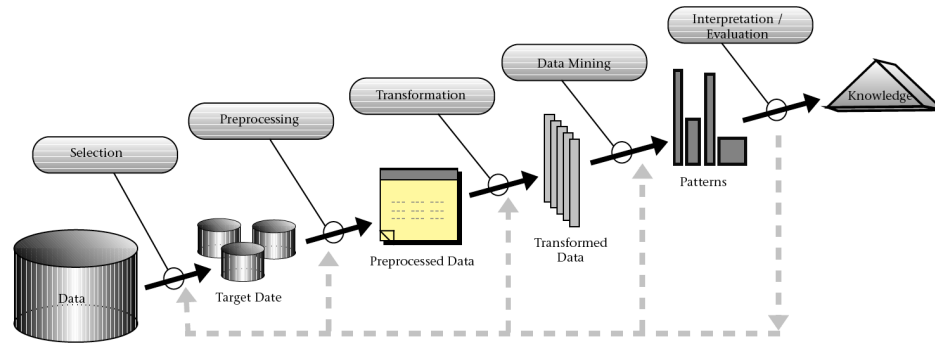 Interpretation /
Evaluation
Data Mining
Transformation
Preprocessing
Selection
Knowledge
Patterns
Transformed
Data
Preprocessed Data
Target Date
Data